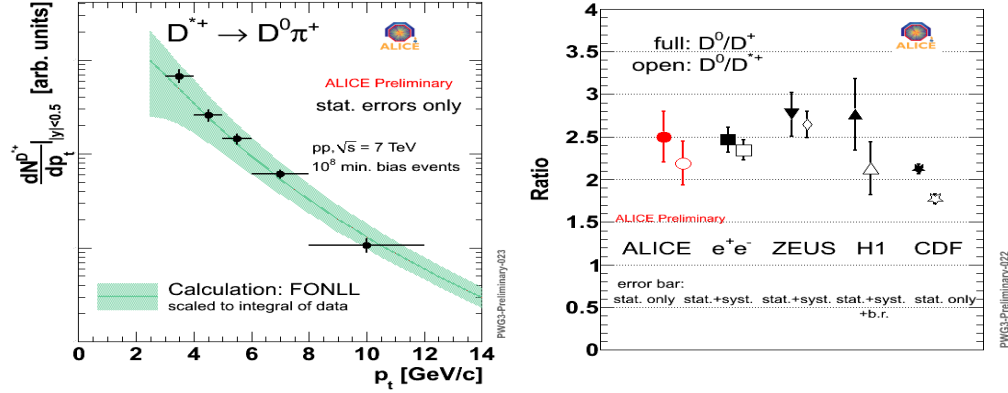 D*+ → D⁰π⁺
ALICE
ALICE Preliminary
stat. errors only
pp, √s = 7 TeV
10⁸ min. bias events
Calculation: FONLL
scaled to integral of data
dN^D*+/dp_t | |y|<0.5 [arb. units]
0 2 4 6 8 10 12 14
p_t [GeV/c]
PWG3-Preliminary-023
full: D⁰/D⁺
open: D⁰/D*+
ALICE
Ratio
4
3.5
3
2.5
2
1.5
1
0.5
0
ALICE Preliminary
ALICE e⁺e⁻ ZEUS H1 CDF
error bar:
stat. only stat.+syst. stat.+syst. stat.+syst. stat. only
+b.r.
PWG3-Preliminary-022